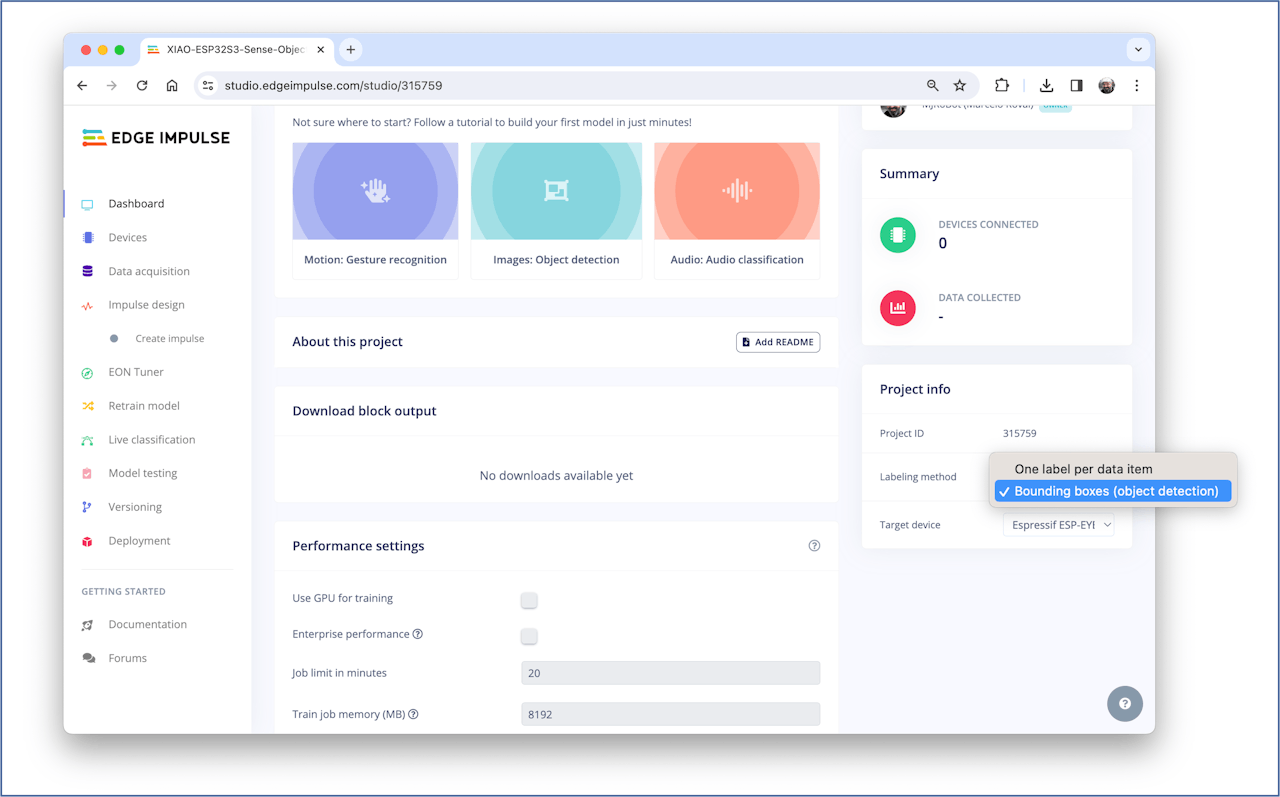 XIAO-ESP32S3-Sense-Objec
studio.edgeimpulse.com/studio/315759
EDGE IMPULSE
Dashboard
Devices
Data acquisition
Impulse design
Create impulse
EON Tuner
Retrain model
Live classification
Model testing
Versioning
Deployment
GETTING STARTED
Documentation
Forums
Not sure where to start? Follow a tutorial to build your first model in just minutes!
Motion: Gesture recognition
Images: Object detection
Audio: Audio classification
About this project
Add README
Download block output
No downloads available yet
Performance settings
Use GPU for training
Enterprise performance
Job limit in minutes
20
Train job memory (MB)
8192
MJRoBot (Marcelo Rovai)
OWNER
Summary
DEVICES CONNECTED
0
DATA COLLECTED
-
Project info
Project ID
315759
Labeling method
One label per data item
✓ Bounding boxes (object detection)
Target device
Espressif ESP-EYE